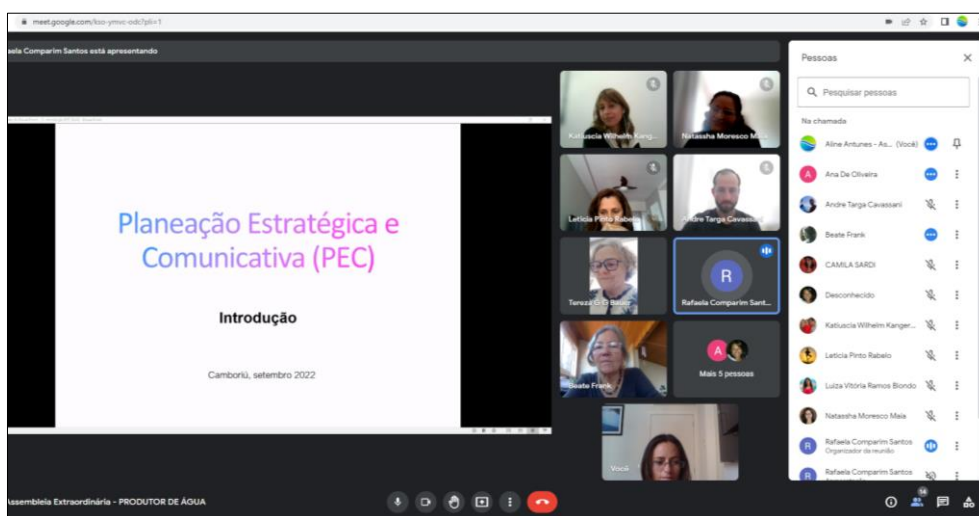 meet.google.com/kso-ymvc-odc?pli=1
aela Comparim Santos está apresentando
Planeação Estratégica e
Comunicativa (PEC)
Introdução
Camboriú, setembro 2022
Katiuscia Wilhelm Kang...
Natassha Moresco Maia
Leticia Pinto Rabelo
Andre Targa Cavassani
Tereza G G Bauer
R
Rafaela Comparim Sant...
Beate Frank
A
Mais 5 pessoas
Você
Pessoas
Pesquisar pessoas
Na chamada
Aline Antunes - As... (Você)
A
Ana De Oliveira
Andre Targa Cavassani
Beate Frank
CAMILA SARDI
Desconhecido
Katiuscia Wilhelm Kanger...
Leticia Pinto Rabelo
Luiza Vitória Ramos Biondo
Natassha Moresco Maia
R
Rafaela Comparim Santos
Organizador da reunião
R
Rafaela Comparim Santos
Assembleia Extraordinária - PRODUTOR DE ÁGUA
14